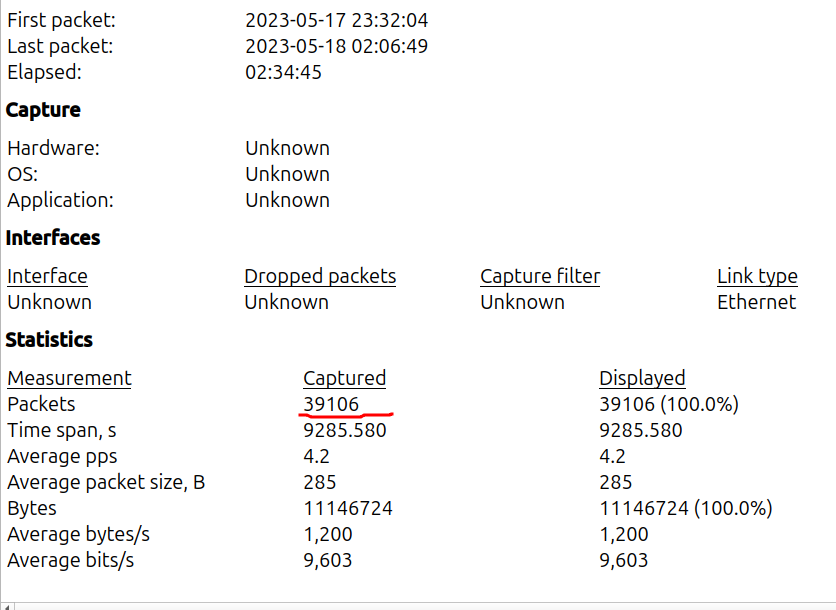 First packet: 2023-05-17 23:32:04
Last packet: 2023-05-18 02:06:49
Elapsed: 02:34:45
Capture
Hardware: Unknown
OS: Unknown
Application: Unknown
Interfaces
Interface Dropped packets Capture filter Link type
Unknown Unknown Unknown Ethernet
Statistics
Measurement Captured Displayed
Packets 39106 39106 (100.0%)
Time span, s 9285.580 9285.580
Average pps 4.2 4.2
Average packet size, B 285 285
Bytes 11146724 11146724 (100.0%)
Average bytes/s 1,200 1,200
Average bits/s 9,603 9,603